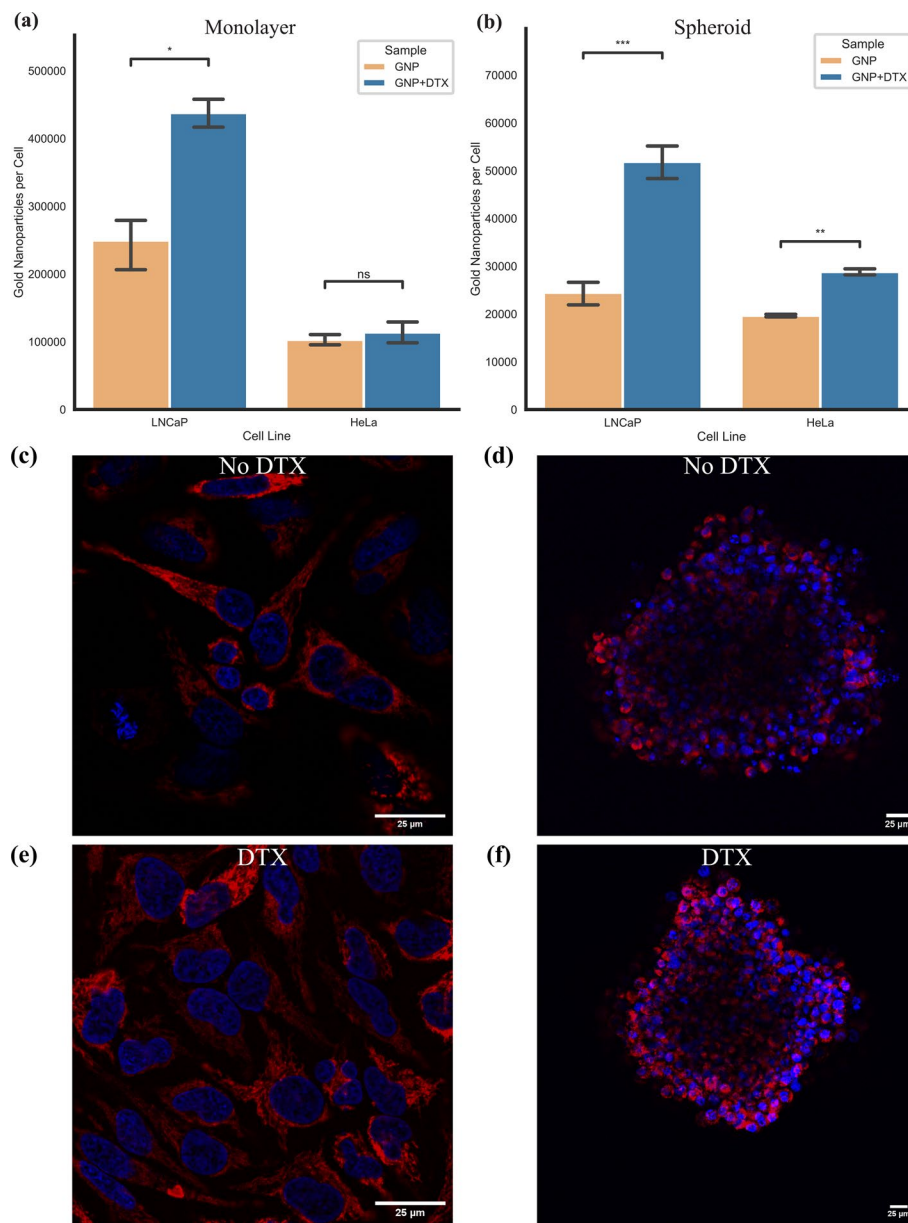 (a)
Monolayer
Gold Nanoparticles per Cell
500000
400000
300000
200000
100000
0
*
ns
Sample
GNP
GNP+DTX
LNCaP
HeLa
Cell Line
(b)
Spheroid
Gold Nanoparticles per Cell
70000
60000
50000
40000
30000
20000
10000
0
***
**
Sample
GNP
GNP+DTX
LNCaP
HeLa
Cell Line
(c)
No DTX
25 µm
(d)
No DTX
25 µm
(e)
DTX
25 µm
(f)
DTX
25 µm